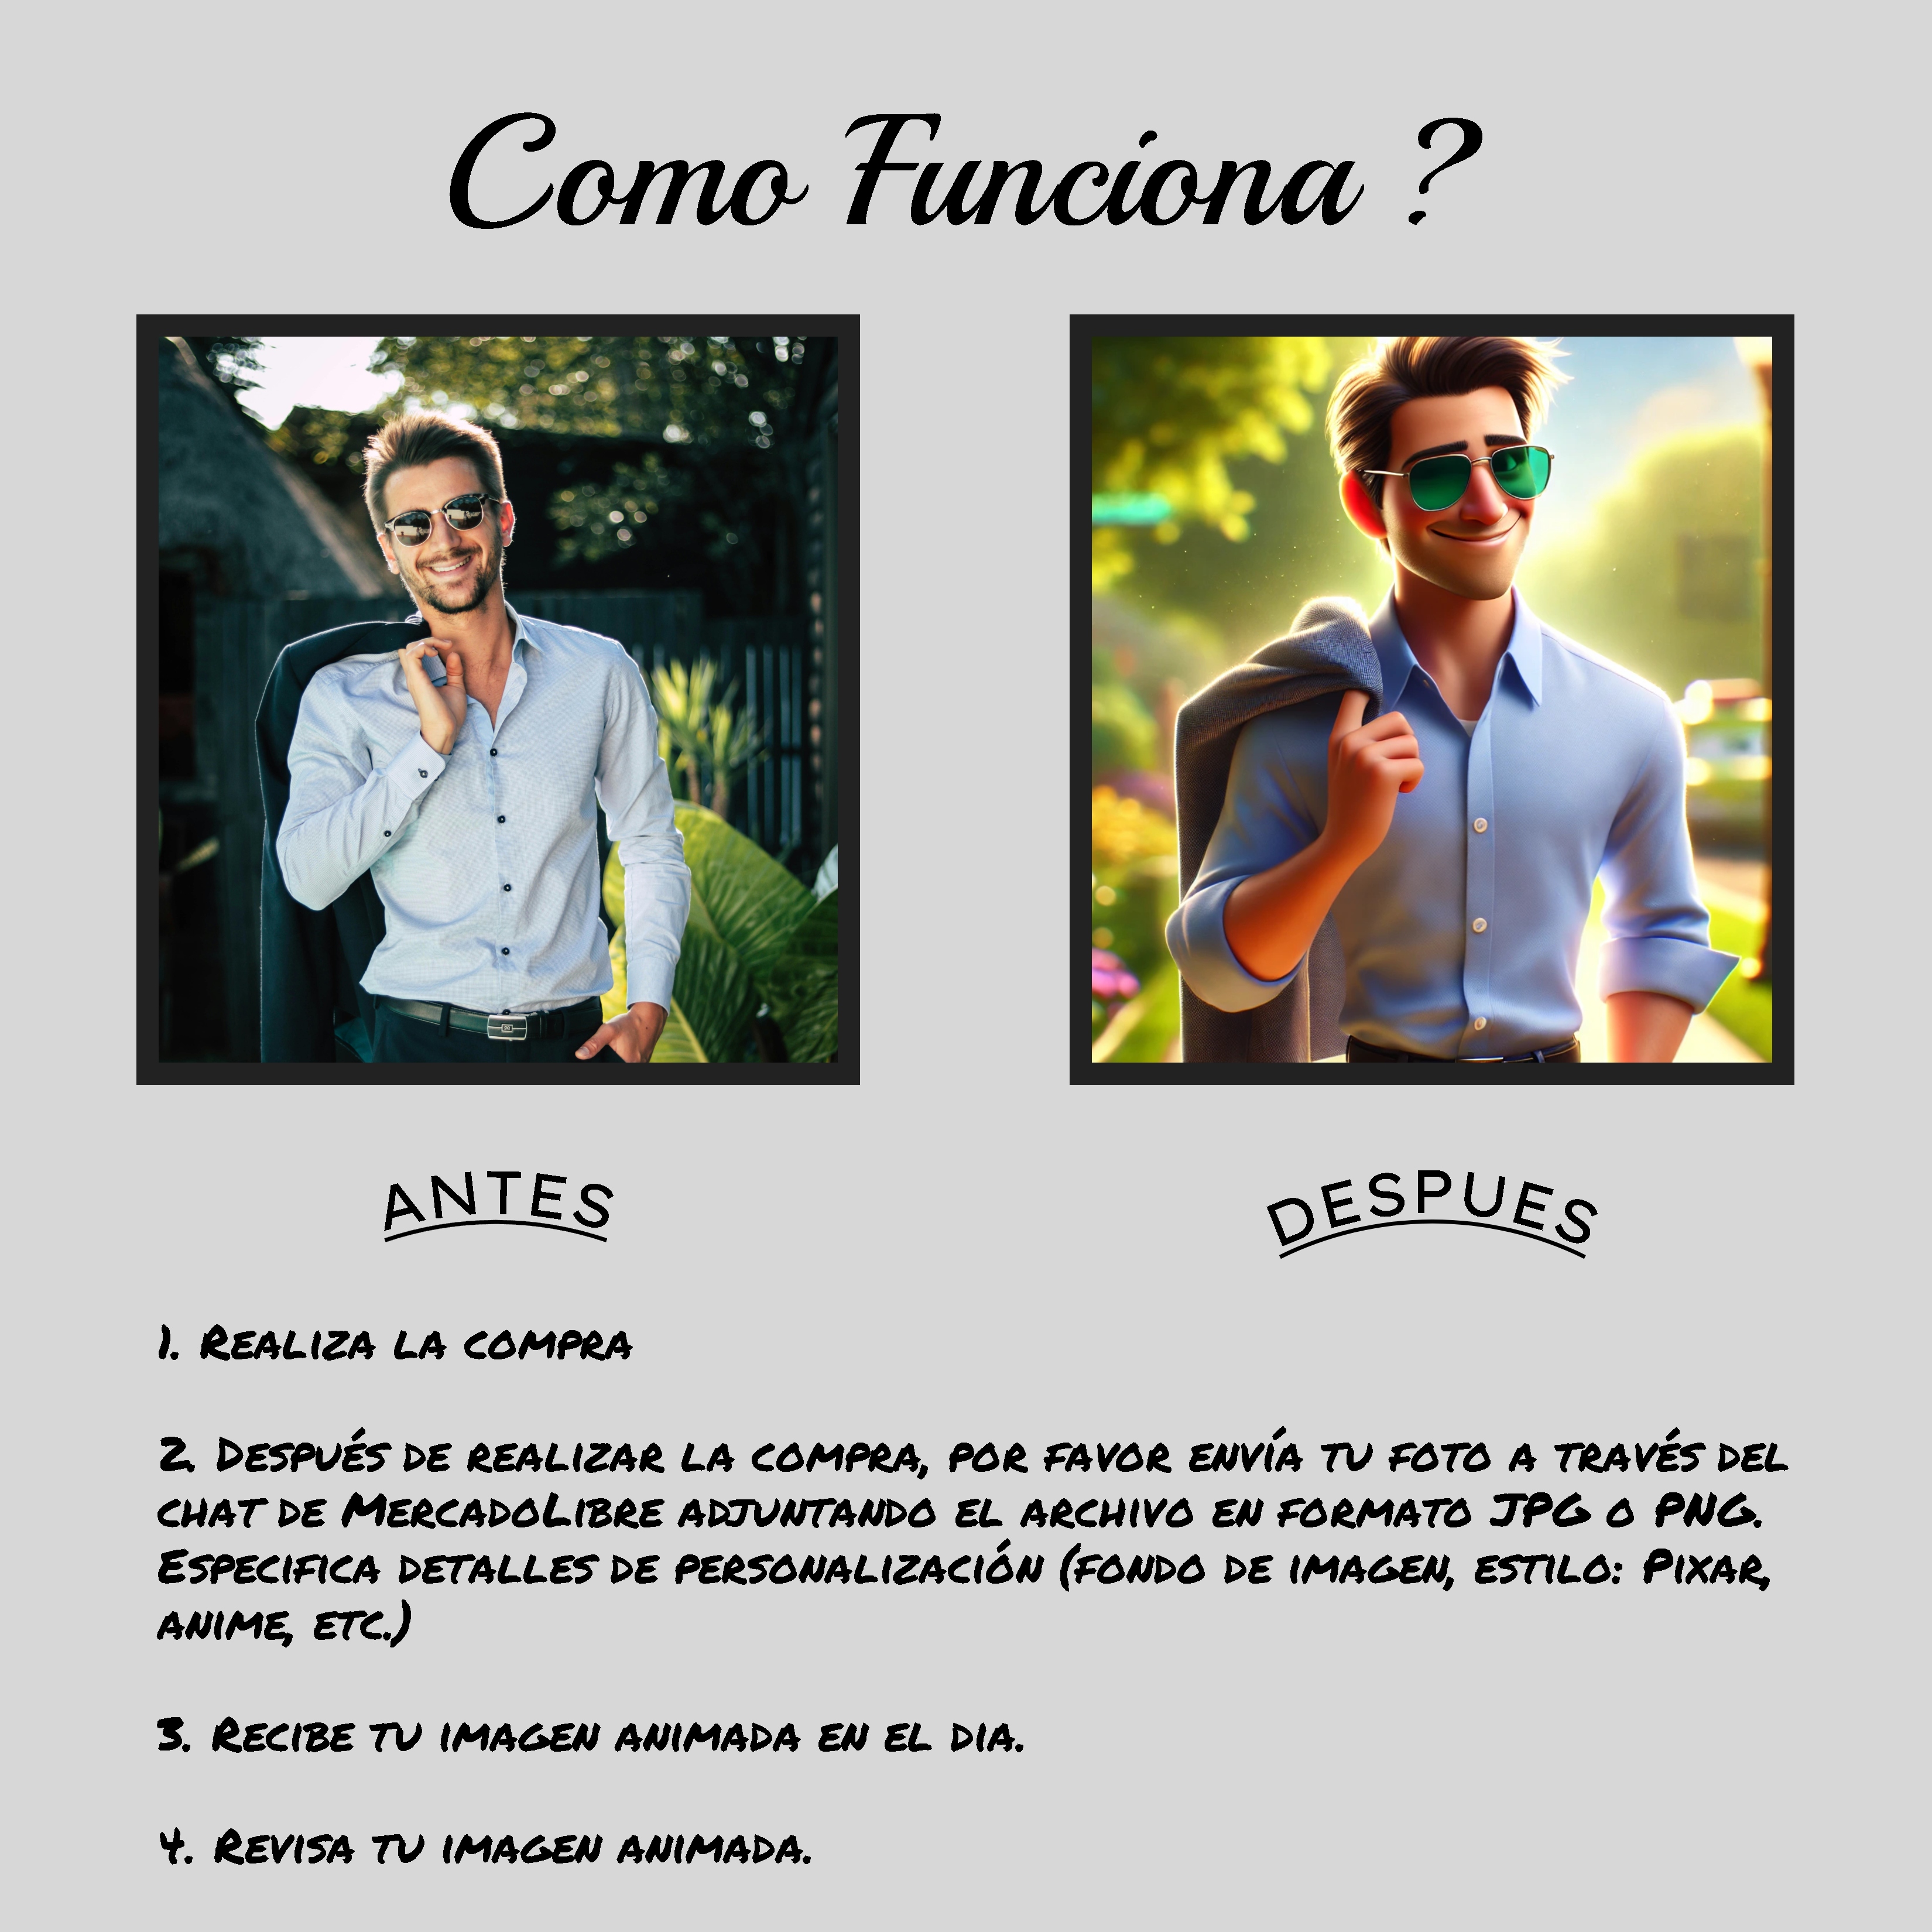 Como Funciona ?
ANTES
DESPUES
1. Realiza la compra
2. Después de realizar la compra, por favor envía tu foto a través del
chat de MercadoLibre adjuntando el archivo en formato JPG o PNG.
Especifica detalles de personalización (fondo de imagen, estilo: Pixar,
anime, etc.)
3. Recibe tu imagen animada en el dia.
4. Revisa tu imagen animada.